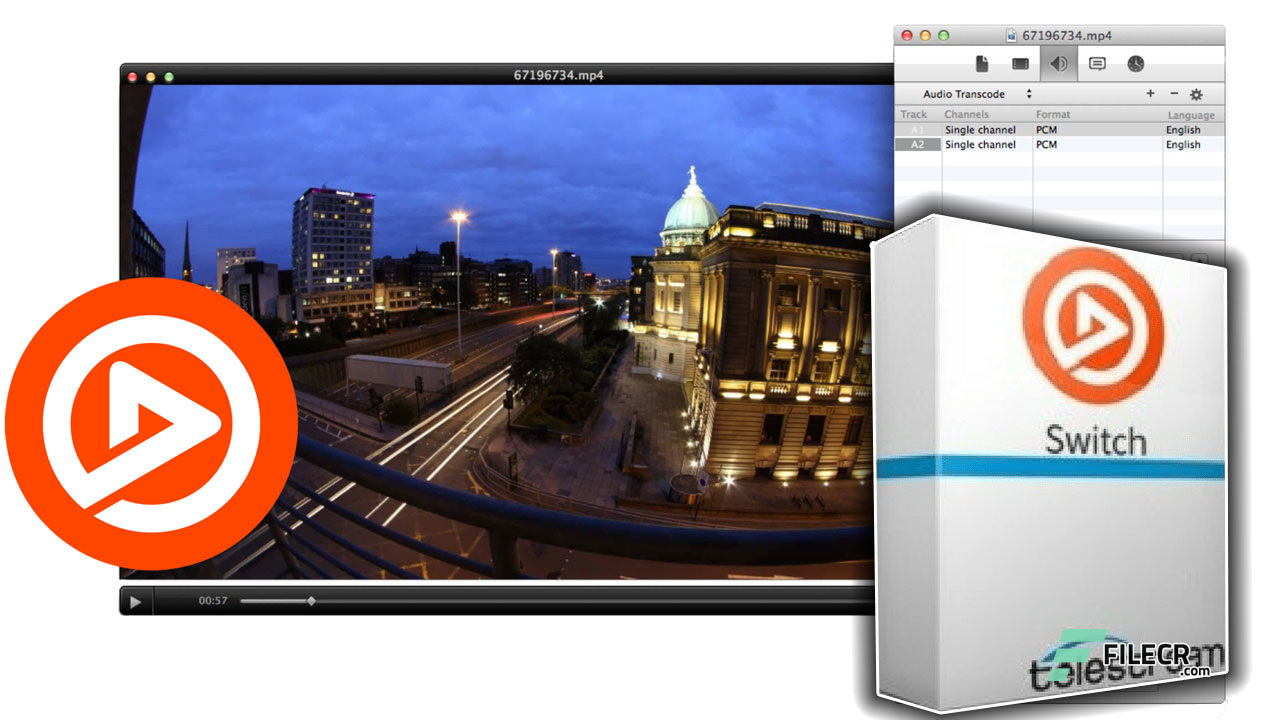 67196734.mp4
00:57
67196734.mp4
Audio Transcode
+ −
Track Channels Format Language
A1 Single channel PCM English
A2 Single channel PCM English
Switch
telestream
FILECR
.com